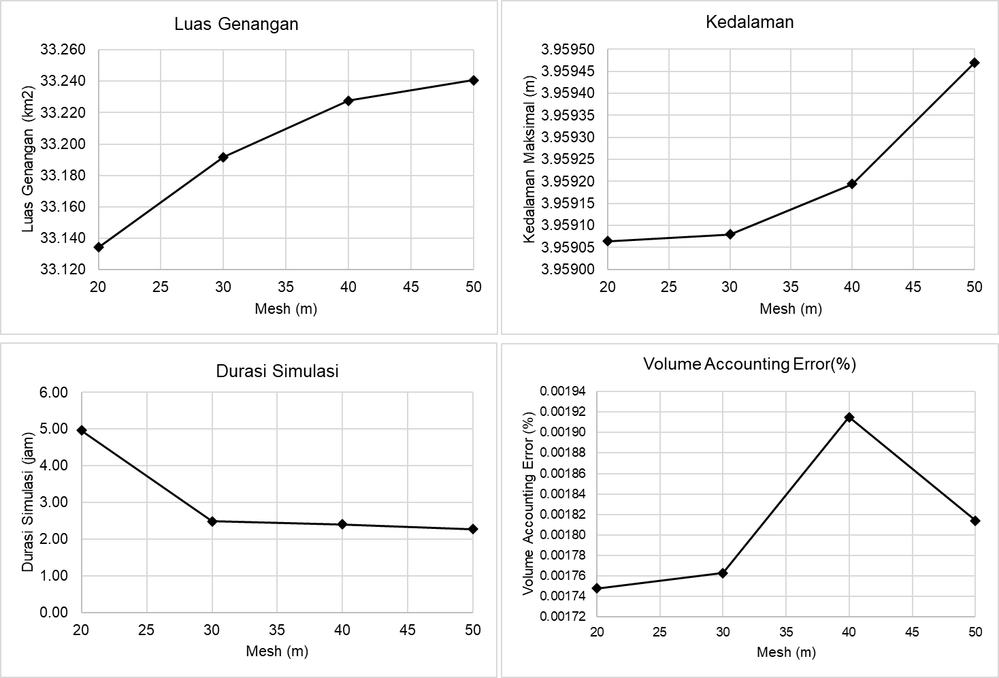 Luas Genangan
Luas Genangan (km2)
33.260
33.240
33.220
33.200
33.180
33.160
33.140
33.120
20 25 30 35 40 45 50
Mesh (m)
Kedalaman
Kedalaman Maksimal (m)
3.95950
3.95945
3.95940
3.95935
3.95930
3.95925
3.95920
3.95915
3.95910
3.95905
3.95900
20 25 30 35 40 45 50
Mesh (m)
Durasi Simulasi
Durasi Simulasi (jam)
6.00
5.00
4.00
3.00
2.00
1.00
0.00
20 25 30 35 40 45 50
Mesh (m)
Volume Accounting Error(%)
Volume Accounting Error (%)
0.00194
0.00192
0.00190
0.00188
0.00186
0.00184
0.00182
0.00180
0.00178
0.00176
0.00174
0.00172
20 25 30 35 40 45 50
Mesh (m)